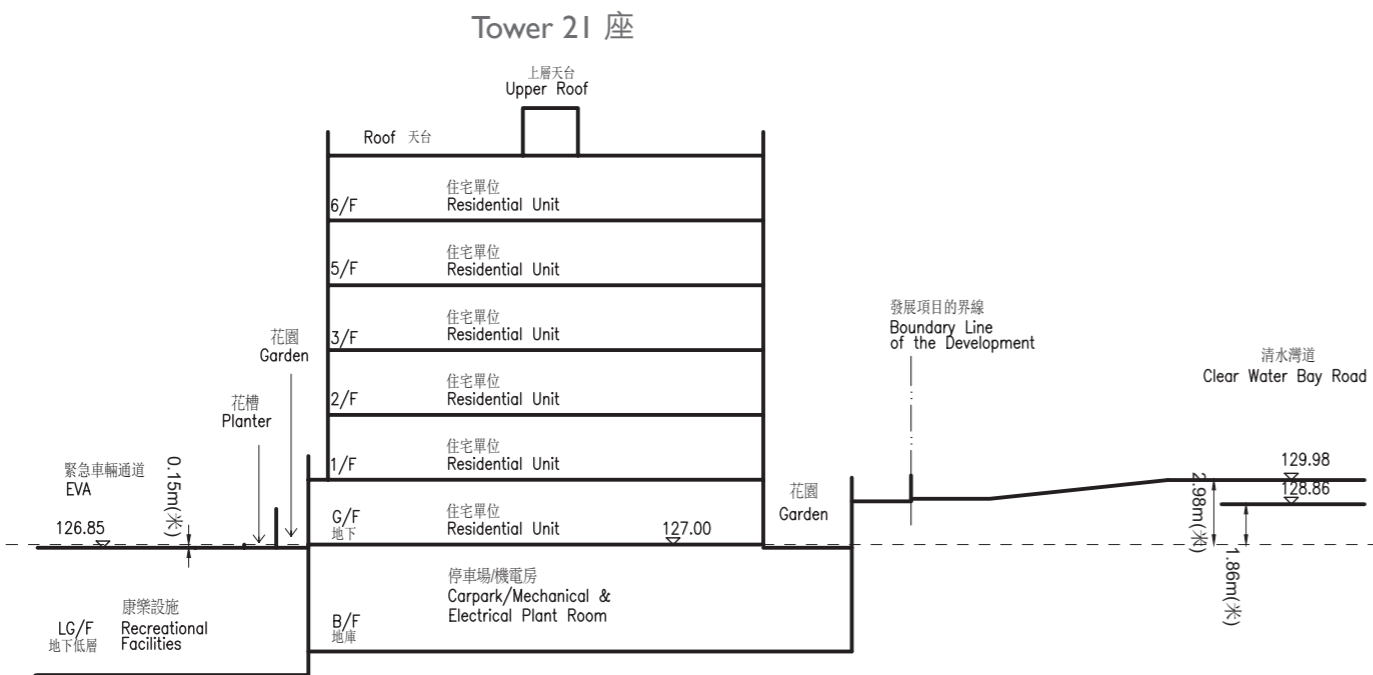 Tower 21 座
上層天台
Upper Roof
Roof 天台
6/F
住宅單位
Residential Unit
5/F
住宅單位
Residential Unit
3/F
住宅單位
Residential Unit
2/F
住宅單位
Residential Unit
1/F
住宅單位
Residential Unit
G/F
地下
住宅單位
Residential Unit
127.00
B/F
地庫
停車場/機電房
Carpark/Mechanical &
Electrical Plant Room
花園
Garden
花槽
Planter
緊急車輛通道
EVA
126.85
0.15m(米)
LG/F
地下低層
康樂設施
Recreational
Facilities
花園
Garden
發展項目的界線
Boundary Line
of the Development
清水灣道
Clear Water Bay Road
129.98
128.86
2.98m(米)
1.86m(米)